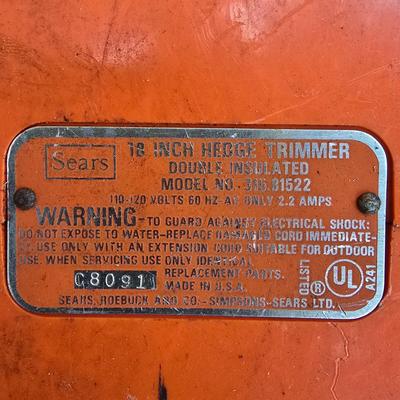 Sears
18 INCH HEDGE TRIMMER
DOUBLE INSULATED
MODEL NO. 315.81522
110-120 VOLTS 60 HZ-AC ONLY 2.2 AMPS
WARNING-TO GUARD AGAINST ELECTRICAL SHOCK:
DO NOT EXPOSE TO WATER-REPLACE DAMAGED CORD IMMEDIATE-
LY. USE ONLY WITH AN EXTENSION CORD SUITABLE FOR OUTDOOR
USE. WHEN SERVICING USE ONLY IDENTICAL
REPLACEMENT PARTS.
C8091
MADE IN U.S.A.
SEARS, ROEBUCK AND CO.-SIMPSONS-SEARS LTD.
LISTED
UL
®
A241